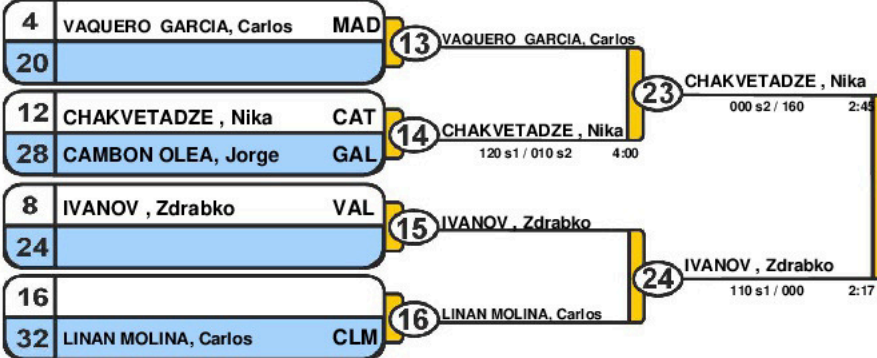 4 VAQUERO GARCIA, Carlos MAD
20
13 VAQUERO GARCIA, Carlos
12 CHAKVETADZE , Nika CAT
28 CAMBON OLEA, Jorge GAL
14 CHAKVETADZE , Nika
120 s1 / 010 s2 4:00
23 CHAKVETADZE , Nika
000 s2 / 160 2:45
8 IVANOV , Zdrabko VAL
24
15 IVANOV , Zdrabko
16
32 LINAN MOLINA, Carlos CLM
16 LINAN MOLINA, Carlos
24 IVANOV , Zdrabko
110 s1 / 000 2:17